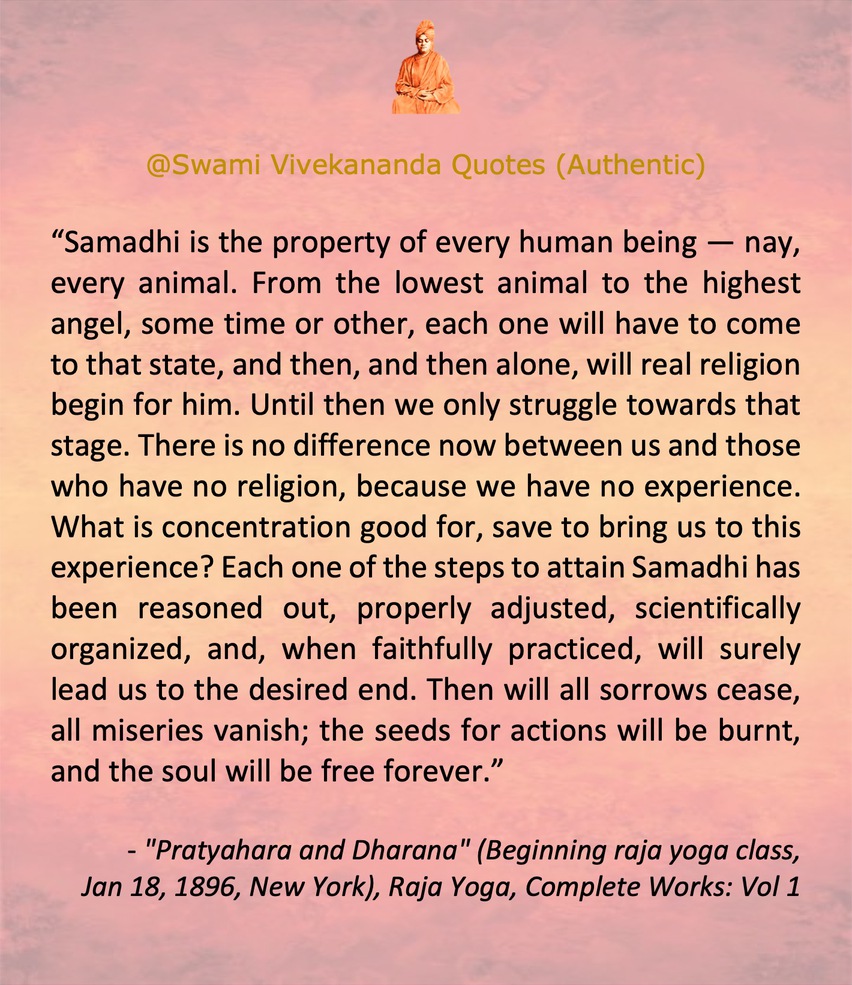 @Swami Vivekananda Quotes (Authentic)
“Samadhi is the property of every human being — nay,
every animal. From the lowest animal to the highest
angel, some time or other, each one will have to come
to that state, and then, and then alone, will real religion
begin for him. Until then we only struggle towards that
stage. There is no difference now between us and those
who have no religion, because we have no experience.
What is concentration good for, save to bring us to this
experience? Each one of the steps to attain Samadhi has
been reasoned out, properly adjusted, scientifically
organized, and, when faithfully practiced, will surely
lead us to the desired end. Then will all sorrows cease,
all miseries vanish; the seeds for actions will be burnt,
and the soul will be free forever.”
- "Pratyahara and Dharana" (Beginning raja yoga class,
Jan 18, 1896, New York), Raja Yoga, Complete Works: Vol 1